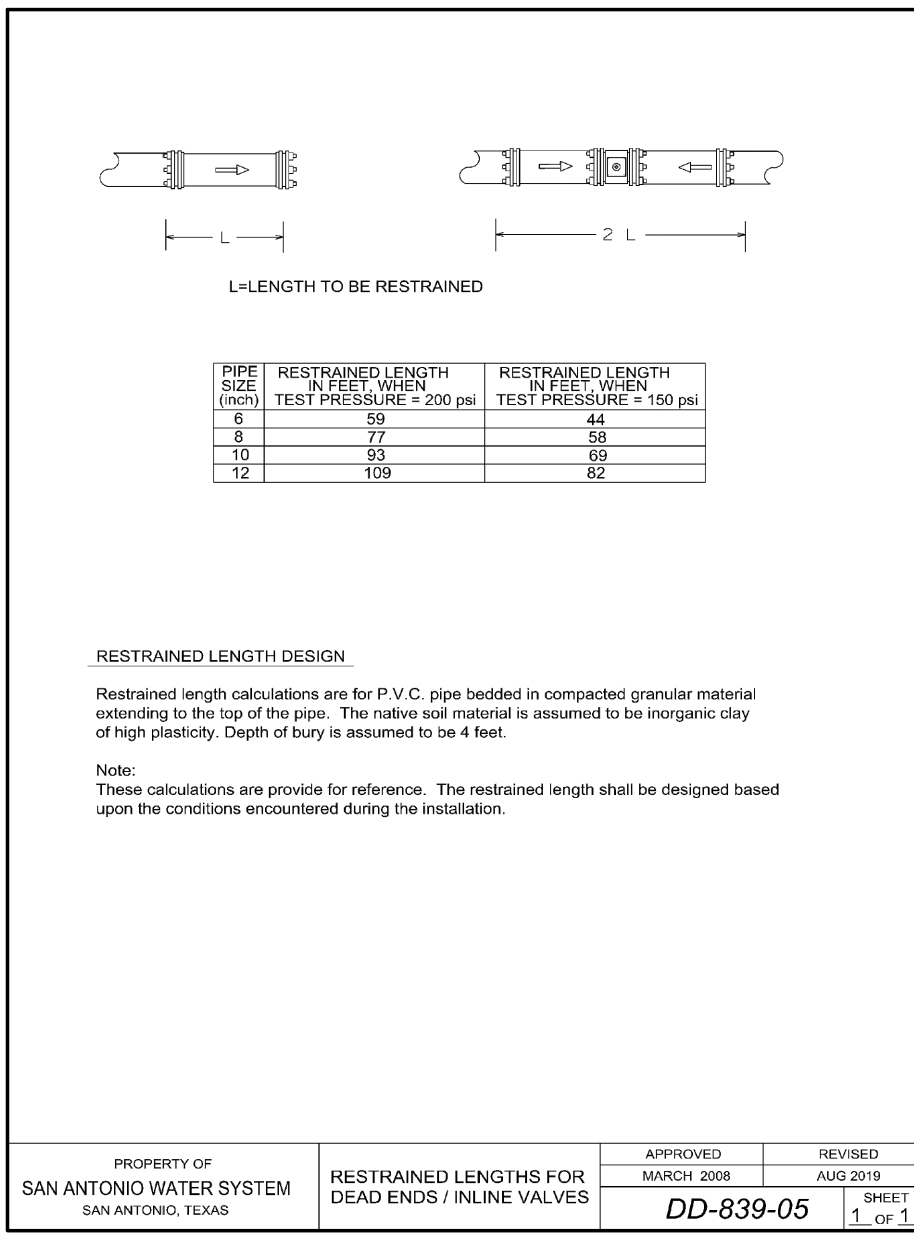 L
2 L
L=LENGTH TO BE RESTRAINED
PIPE SIZE (inch) RESTRAINED LENGTH IN FEET, WHEN TEST PRESSURE = 200 psi RESTRAINED LENGTH IN FEET, WHEN TEST PRESSURE = 150 psi
6 59 44
8 77 58
10 93 69
12 109 82
RESTRAINED LENGTH DESIGN
Restrained length calculations are for P.V.C. pipe bedded in compacted granular material
extending to the top of the pipe. The native soil material is assumed to be inorganic clay
of high plasticity. Depth of bury is assumed to be 4 feet.
Note:
These calculations are provide for reference. The restrained length shall be designed based
upon the conditions encountered during the installation.
PROPERTY OF
SAN ANTONIO WATER SYSTEM
SAN ANTONIO, TEXAS
RESTRAINED LENGTHS FOR
DEAD ENDS / INLINE VALVES
APPROVED REVISED
MARCH 2008 AUG 2019
DD-839-05
SHEET
1 OF 1